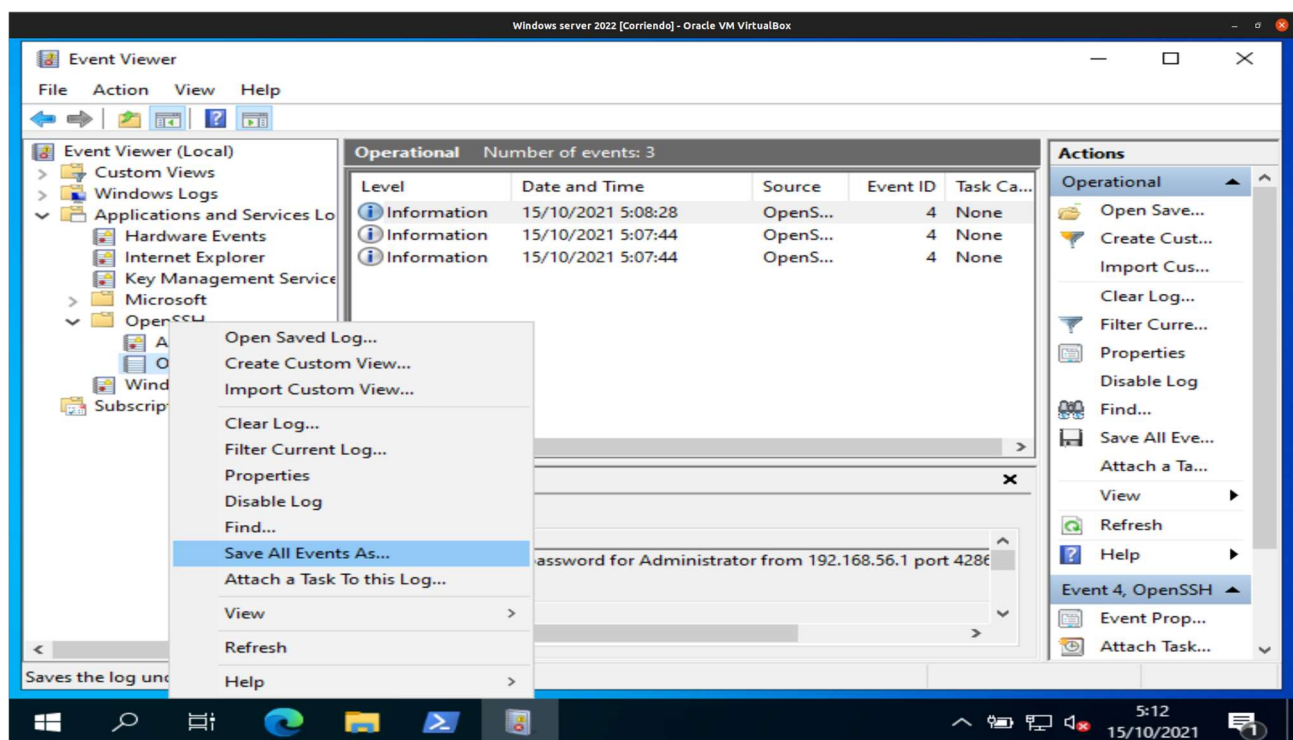 Windows server 2022 [Corriendo] - Oracle VM VirtualBox
Event Viewer
File Action View Help
Event Viewer (Local)
Custom Views
Windows Logs
Applications and Services Lo
Hardware Events
Internet Explorer
Key Management Service
Microsoft
OpenSSH
A
O
Wind
Subscrip
Operational Number of events: 3
Level Date and Time Source Event ID Task Ca...
Information 15/10/2021 5:08:28 OpenS... 4 None
Information 15/10/2021 5:07:44 OpenS... 4 None
Information 15/10/2021 5:07:44 OpenS... 4 None
Open Saved Log...
Create Custom View...
Import Custom View...
Clear Log...
Filter Current Log...
Properties
Disable Log
Find...
Save All Events As...
Attach a Task To this Log...
View
Refresh
Help
assword for Administrator from 192.168.56.1 port 4286
Actions
Operational
Open Save...
Create Cust...
Import Cus...
Clear Log...
Filter Curre...
Properties
Disable Log
Find...
Save All Eve...
Attach a Ta...
View
Refresh
Help
Event 4, OpenSSH
Event Prop...
Attach Task...
Saves the log und
5:12
15/10/2021
1